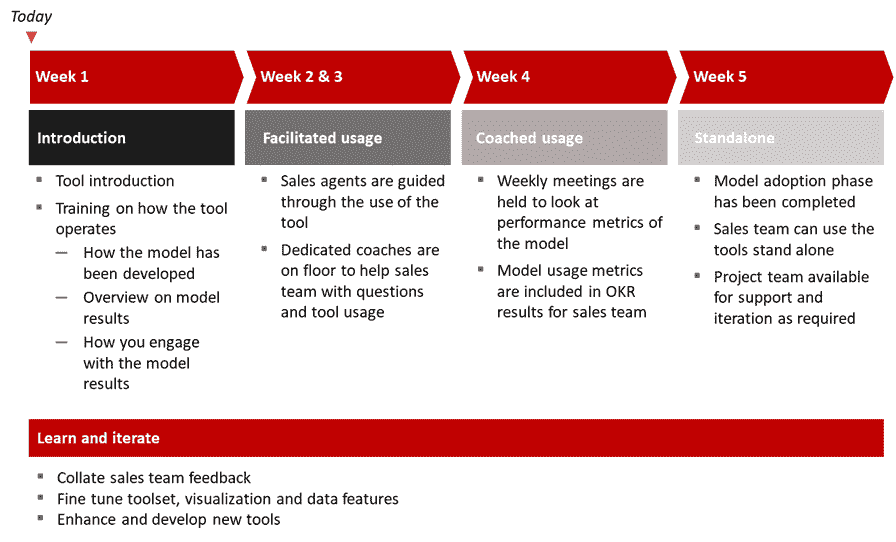 Today
Week 1
Week 2 & 3
Week 4
Week 5
Introduction
Facilitated usage
Coached usage
Standalone
Tool introduction
Training on how the tool
operates
— How the model has
been developed
— Overview on model
results
— How you engage
with the model
results
Sales agents are guided
through the use of the
tool
Dedicated coaches are
on floor to help sales
team with questions
and tool usage
Weekly meetings are
held to look at
performance metrics of
the model
Model usage metrics
are included in OKR
results for sales team
Model adoption phase
has been completed
Sales team can use the
tools stand alone
Project team available
for support and
iteration as required
Learn and iterate
Collate sales team feedback
Fine tune toolset, visualization and data features
Enhance and develop new tools